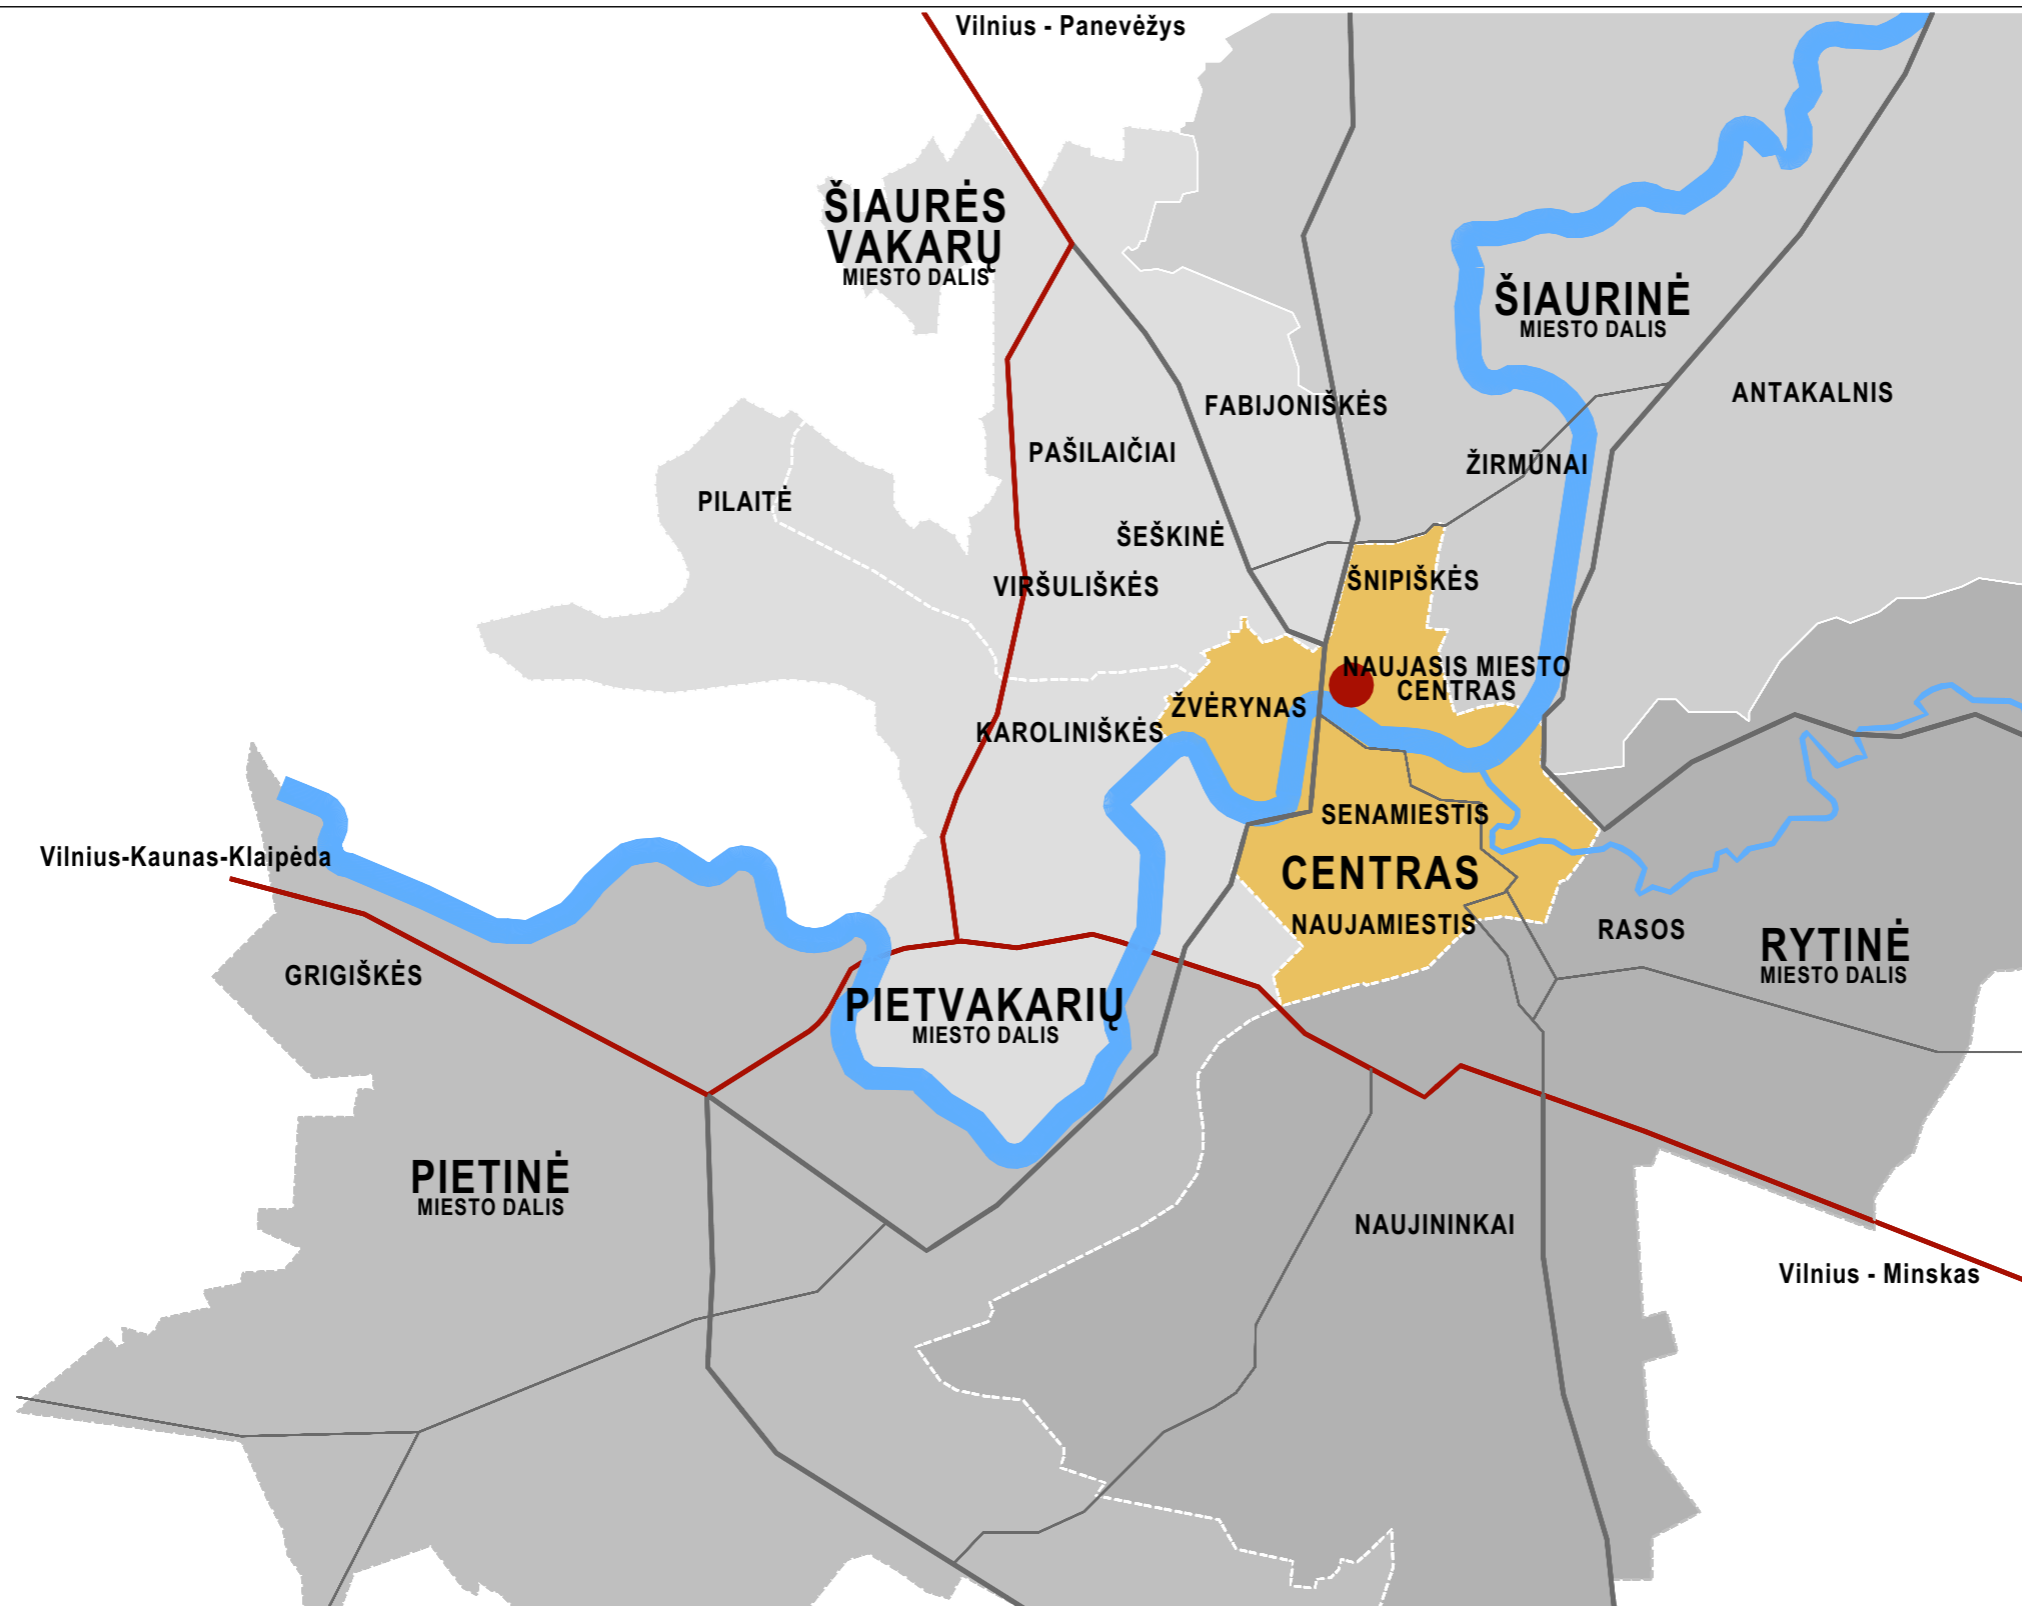 Vilnius - Panevėžys
ŠIAURĖS
VAKARŲ
MIESTO DALIS
ŠIAURINĖ
MIESTO DALIS
ANTAKALNIS
FABIJONIŠKĖS
PAŠILAIČIAI
ŽIRMŪNAI
PILAITĖ
ŠEŠKINĖ
VIRŠULIŠKĖS
ŠNIPIŠKĖS
NAUJASIS MIESTO
CENTRAS
ŽVĖRYNAS
KAROLINIŠKĖS
SENAMIESTIS
Vilnius-Kaunas-Klaipėda
CENTRAS
NAUJAMIESTIS
RASOS
RYTINĖ
MIESTO DALIS
GRIGIŠKĖS
PIETVAKARIŲ
MIESTO DALIS
PIETINĖ
MIESTO DALIS
NAUJININKAI
Vilnius - Minskas